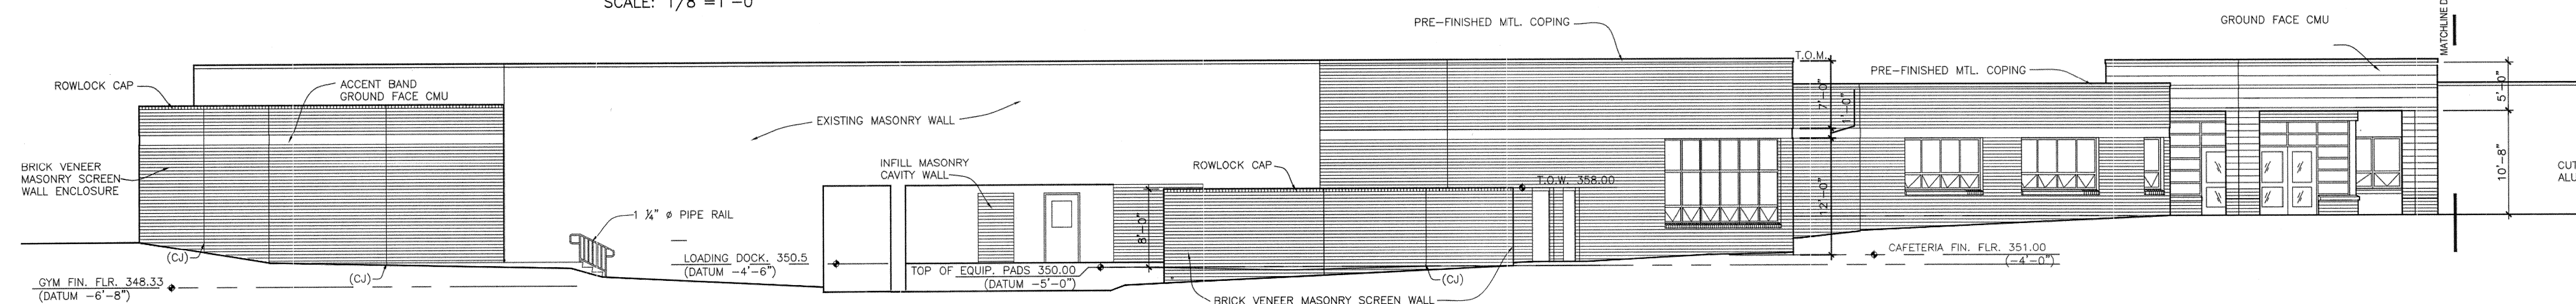 SCALE: 1/8"=1'-0"
PRE-FINISHED MTL. COPING
GROUND FACE CMU
MATCHLINE D
T.O.M.
ROWLOCK CAP
ACCENT BAND
GROUND FACE CMU
PRE-FINISHED MTL. COPING
7'-0"
1'-0"
5'-0"
EXISTING MASONRY WALL
BRICK VENEER
MASONRY SCREEN
WALL ENCLOSURE
INFILL MASONRY
CAVITY WALL
ROWLOCK CAP
T.O.W. 358.00
10'-8"
CUT
ALU
1 ¼" ø PIPE RAIL
8'-0"
12'-0"
(CJ)
LOADING DOCK. 350.5
(DATUM -4'-6")
CAFETERIA FIN. FLR. 351.00
(-4'-0")
TOP OF EQUIP. PADS 350.00
(DATUM -5'-0")
(CJ)
(CJ)
GYM FIN. FLR. 348.33
(DATUM -6'-8")
BRICK VENEER MASONRY SCREEN WALL